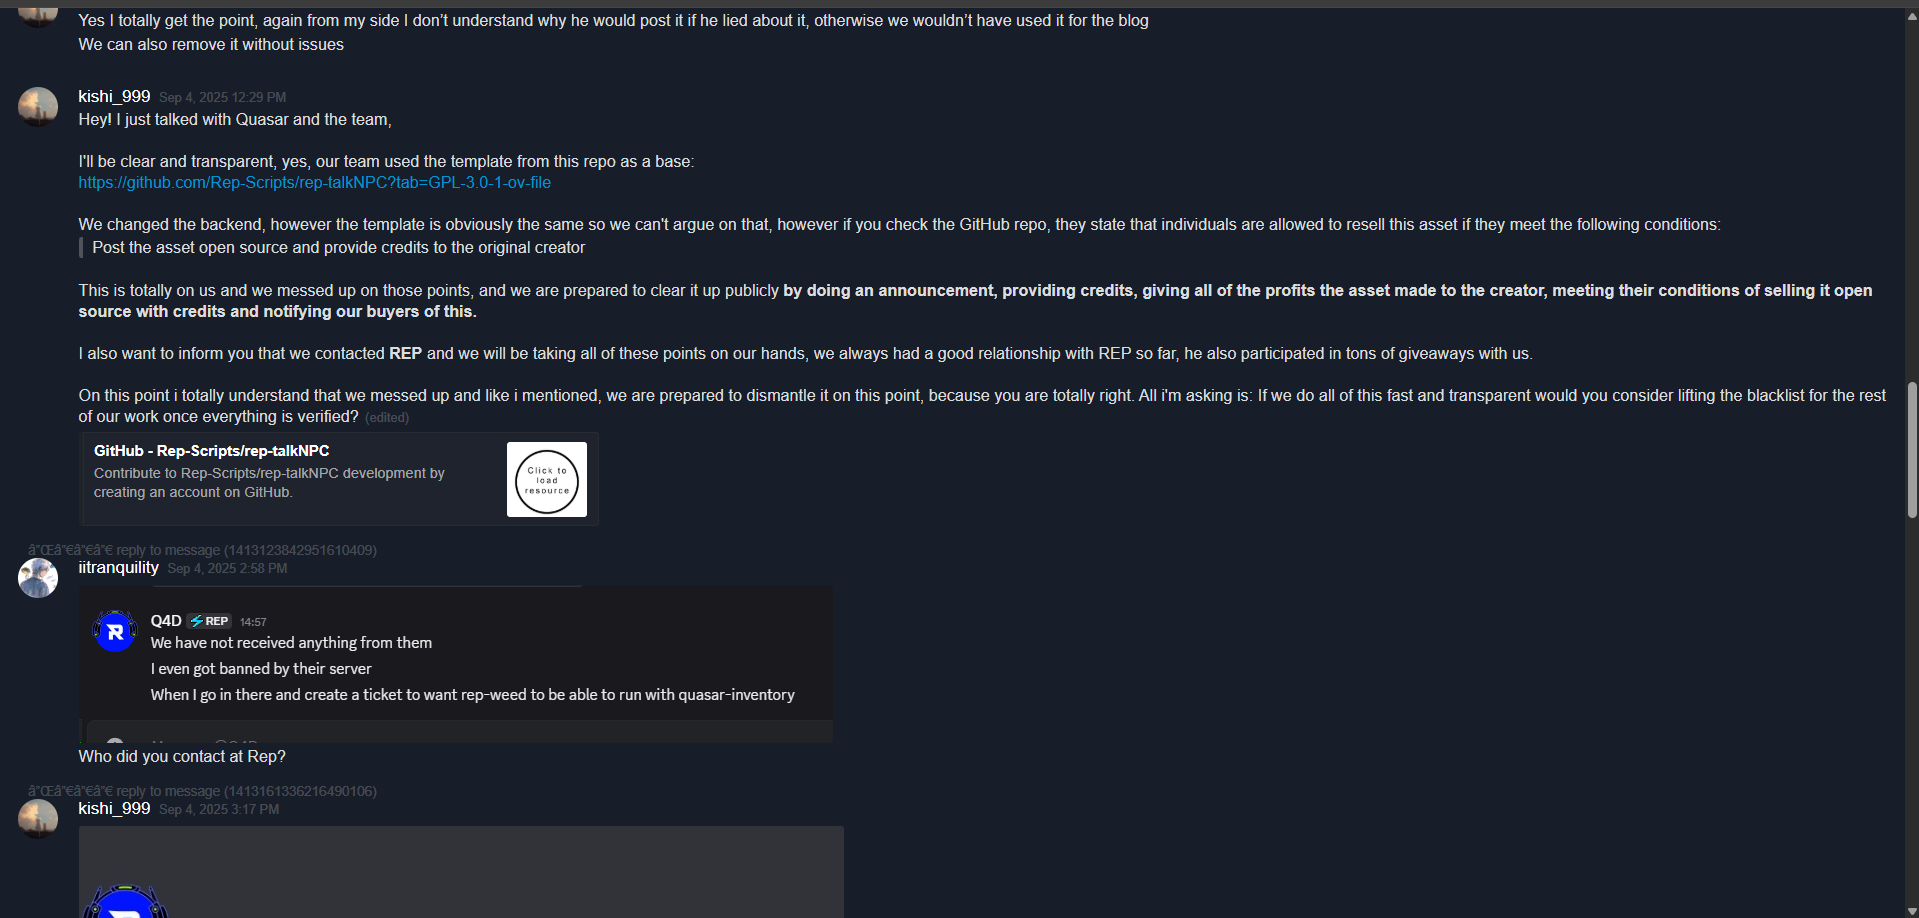 Yes I totally get the point, again from my side I don’t understand why he would post it if he lied about it, otherwise we wouldn’t have used it for the blog
We can also remove it without issues
kishi_999 Sep 4, 2025 12:29 PM
Hey! I just talked with Quasar and the team,
I'll be clear and transparent, yes, our team used the template from this repo as a base:
https://github.com/Rep-Scripts/rep-talkNPC?tab=GPL-3.0-1-ov-file
We changed the backend, however the template is obviously the same so we can't argue on that, however if you check the GitHub repo, they state that individuals are allowed to resell this asset if they meet the following conditions:
Post the asset open source and provide credits to the original creator
This is totally on us and we messed up on those points, and we are prepared to clear it up publicly by doing an announcement, providing credits, giving all of the profits the asset made to the creator, meeting their conditions of selling it open
source with credits and notifying our buyers of this.
I also want to inform you that we contacted REP and we will be taking all of these points on our hands, we always had a good relationship with REP so far, he also participated in tons of giveaways with us.
On this point i totally understand that we messed up and like i mentioned, we are prepared to dismantle it on this point, because you are totally right. All i'm asking is: If we do all of this fast and transparent would you consider lifting the blacklist for the rest
of our work once everything is verified? (edited)
GitHub - Rep-Scripts/rep-talkNPC
Contribute to Rep-Scripts/rep-talkNPC development by
creating an account on GitHub.
Click to
load
resource
â"Œâ"€â"€â"€ reply to message (1413123842951610409)
iitranquility Sep 4, 2025 2:58 PM
Q4D REP 14:57
We have not received anything from them
I even got banned by their server
When I go in there and create a ticket to want rep-weed to be able to run with quasar-inventory
Who did you contact at Rep?
â"Œâ"€â"€â"€ reply to message (1413161336216490106)
kishi_999 Sep 4, 2025 3:17 PM